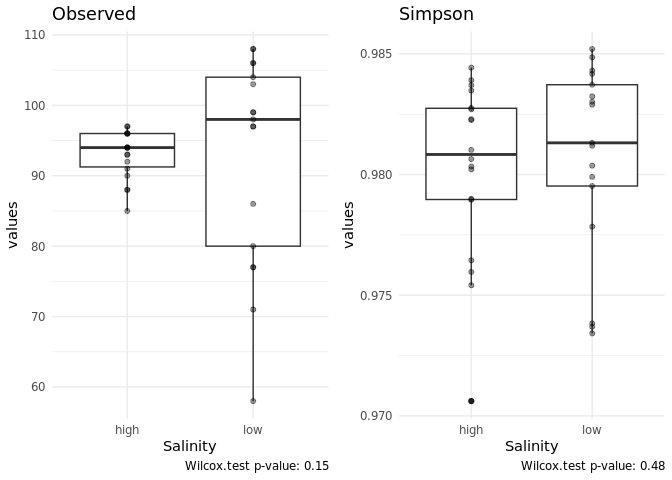 Observed
110
100
90
80
70
60
values
high
low
Salinity
Wilcox.test p-value: 0.15
Simpson
0.985
0.980
0.975
0.970
values
high
low
Salinity
Wilcox.test p-value: 0.48